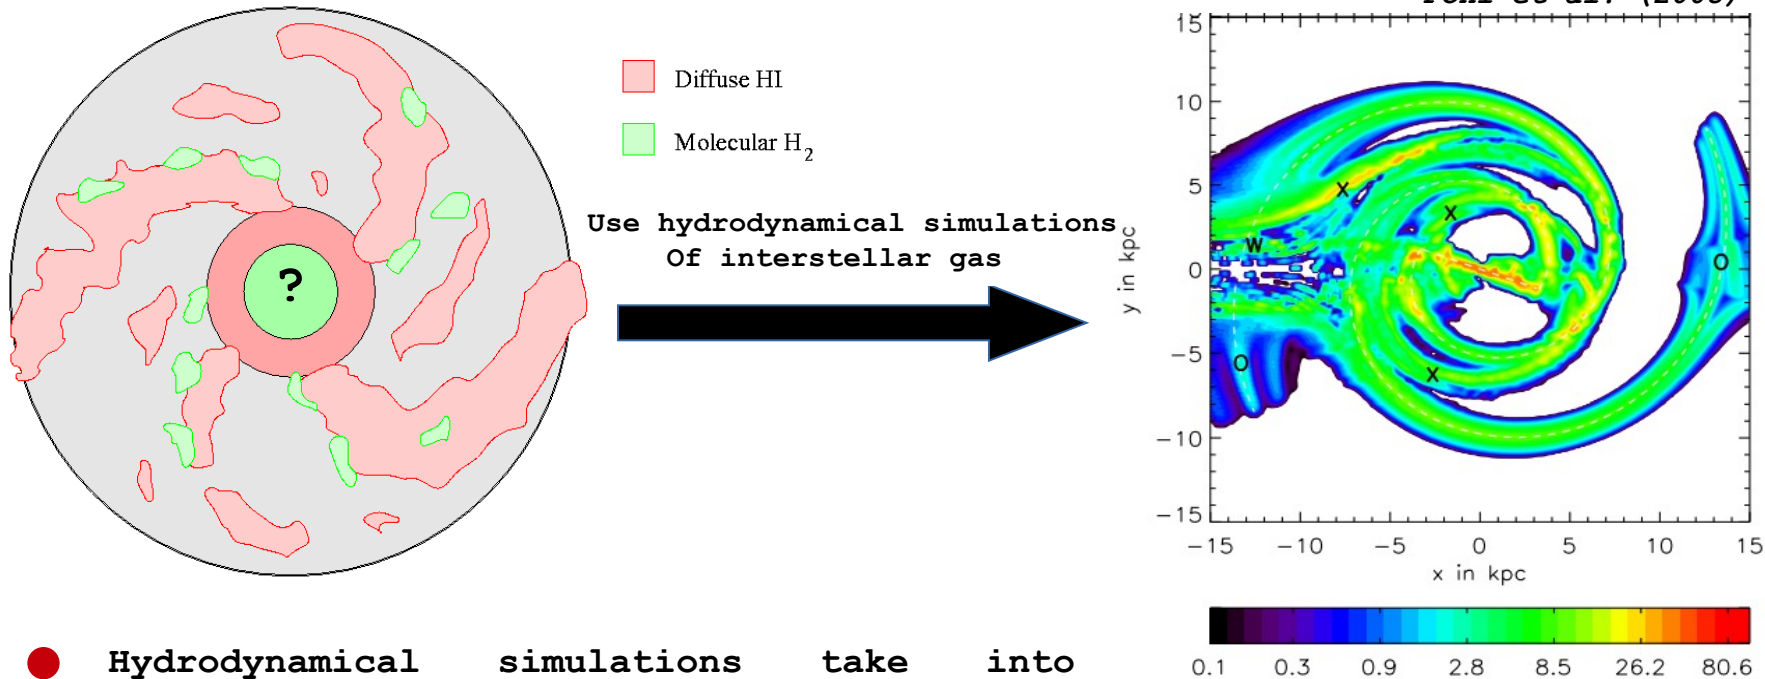 Diffuse HI
Molecular H2
?
Use hydrodynamical simulations
Of interstellar gas
15
10
5
0
−5
−10
−15
y in kpc
X
X
W
O
O
X
−15 −10 −5 0 5 10 15
x in kpc
0.1 0.3 0.9 2.8 8.5 26.2 80.6
Hydrodynamical simulations take into